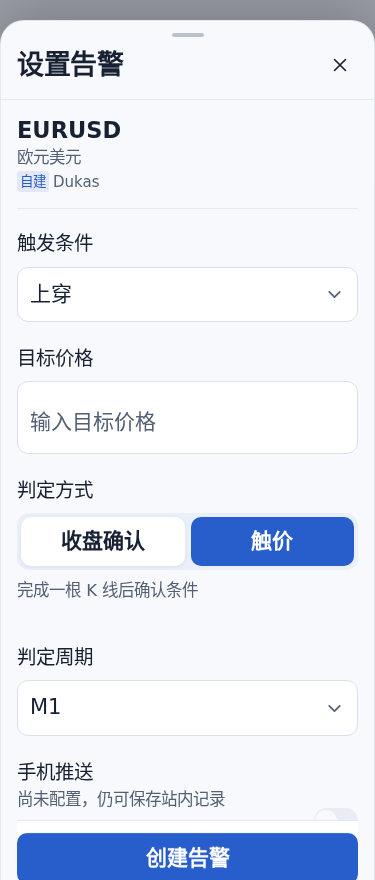 设置告警
EURUSD
欧元美元
自建 Dukas
触发条件
上穿
目标价格
输入目标价格
判定方式
收盘确认 触价
完成一根 K 线后确认条件
判定周期
M1
手机推送
尚未配置，仍可保存站内记录
创建告警